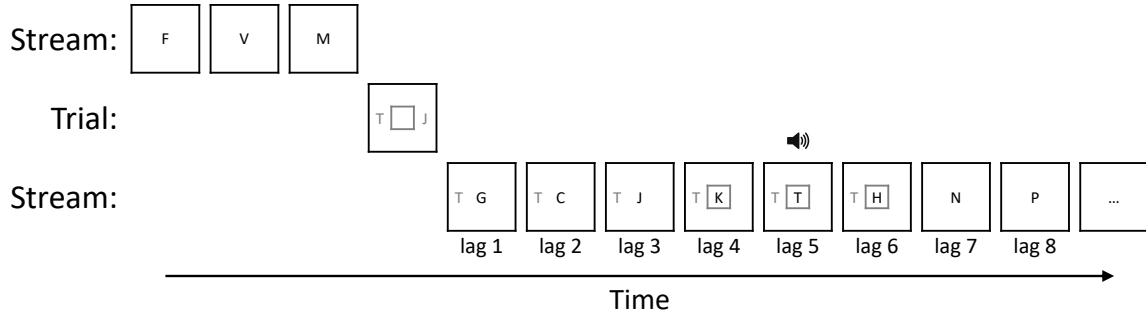 Stream: F V M
Trial: T J
Stream: T G T C T J T K T T T H N P ...
lag 1 lag 2 lag 3 lag 4 lag 5 lag 6 lag 7 lag 8
Time